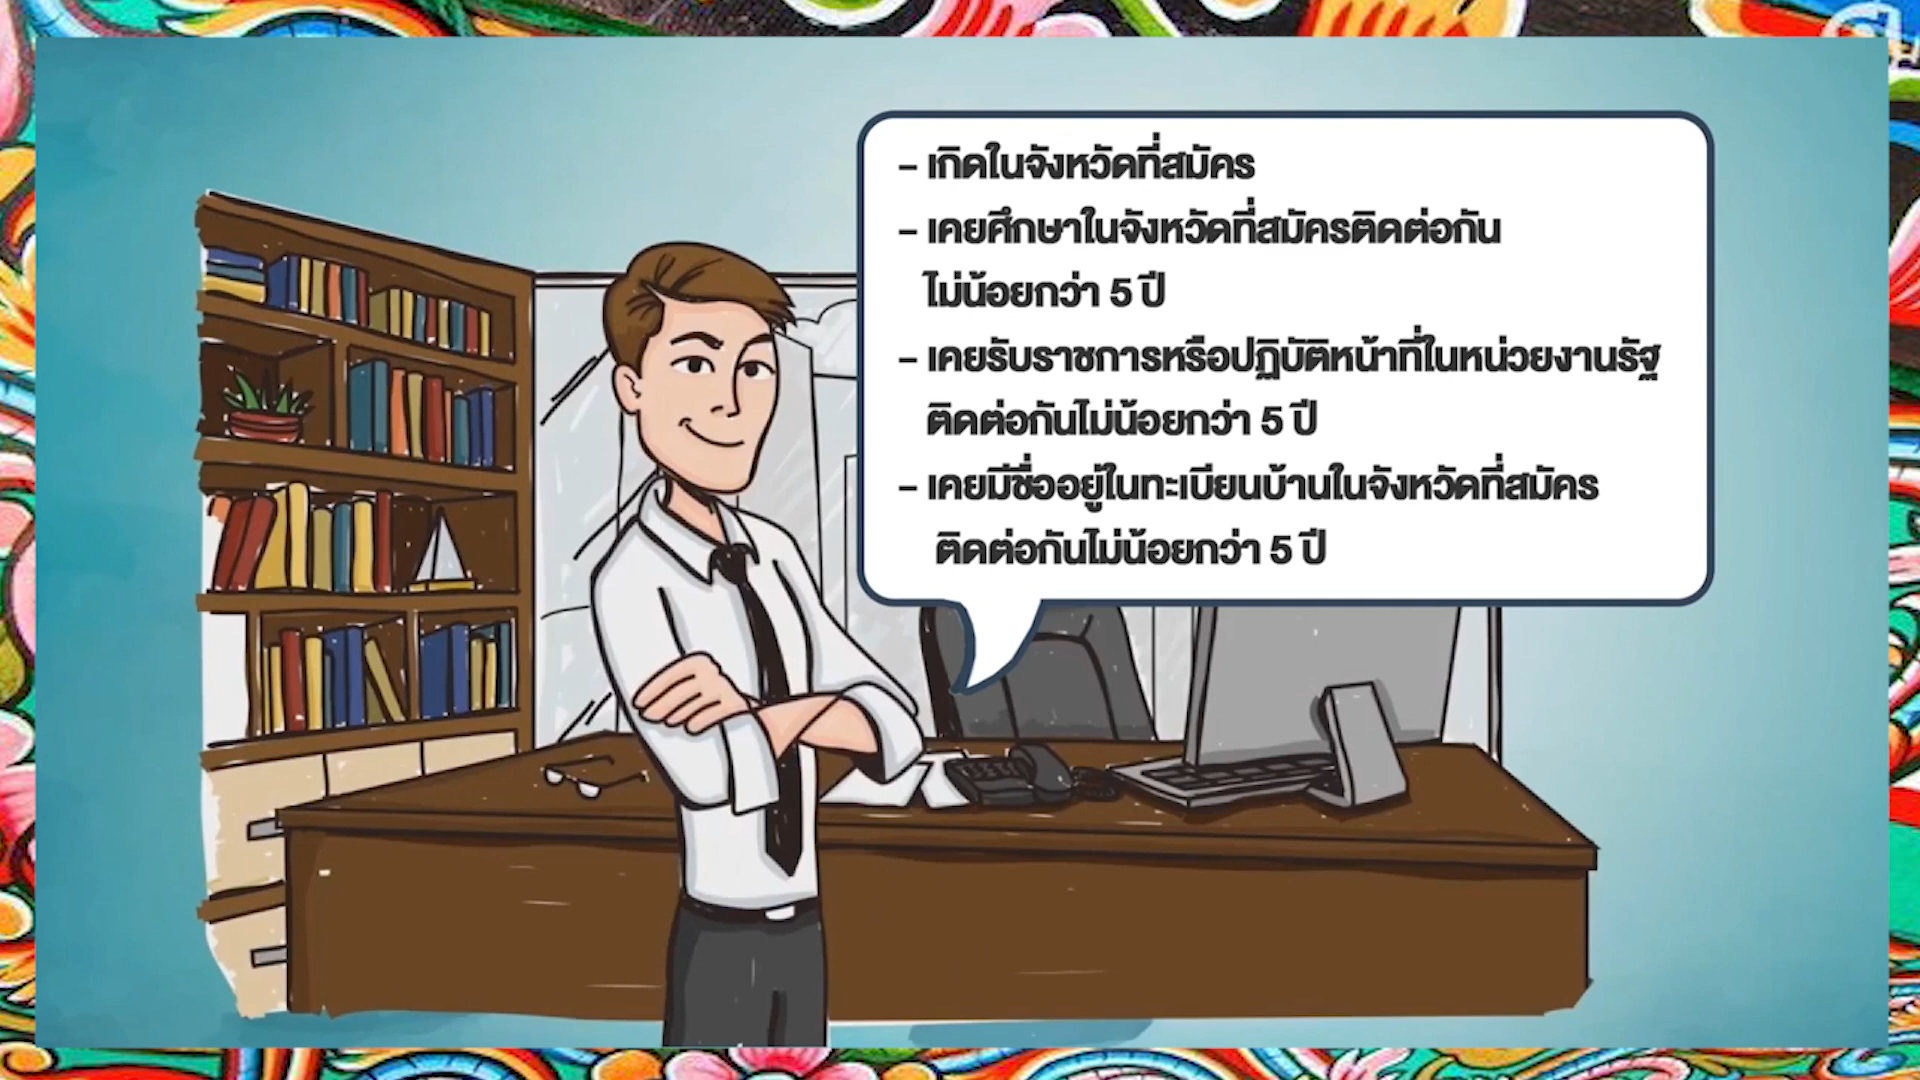 - เกิดในจังหวัดที่สมัคร
- เคยศึกษาในจังหวัดที่สมัครติดต่อกัน
ไม่น้อยกว่า 5 ปี
- เคยรับราชการหรือปฏิบัติหน้าที่ในหน่วยงานรัฐ
ติดต่อกันไม่น้อยกว่า 5 ปี
- เคยมีชื่ออยู่ในทะเบียนบ้านในจังหวัดที่สมัคร
ติดต่อกันไม่น้อยกว่า 5 ปี